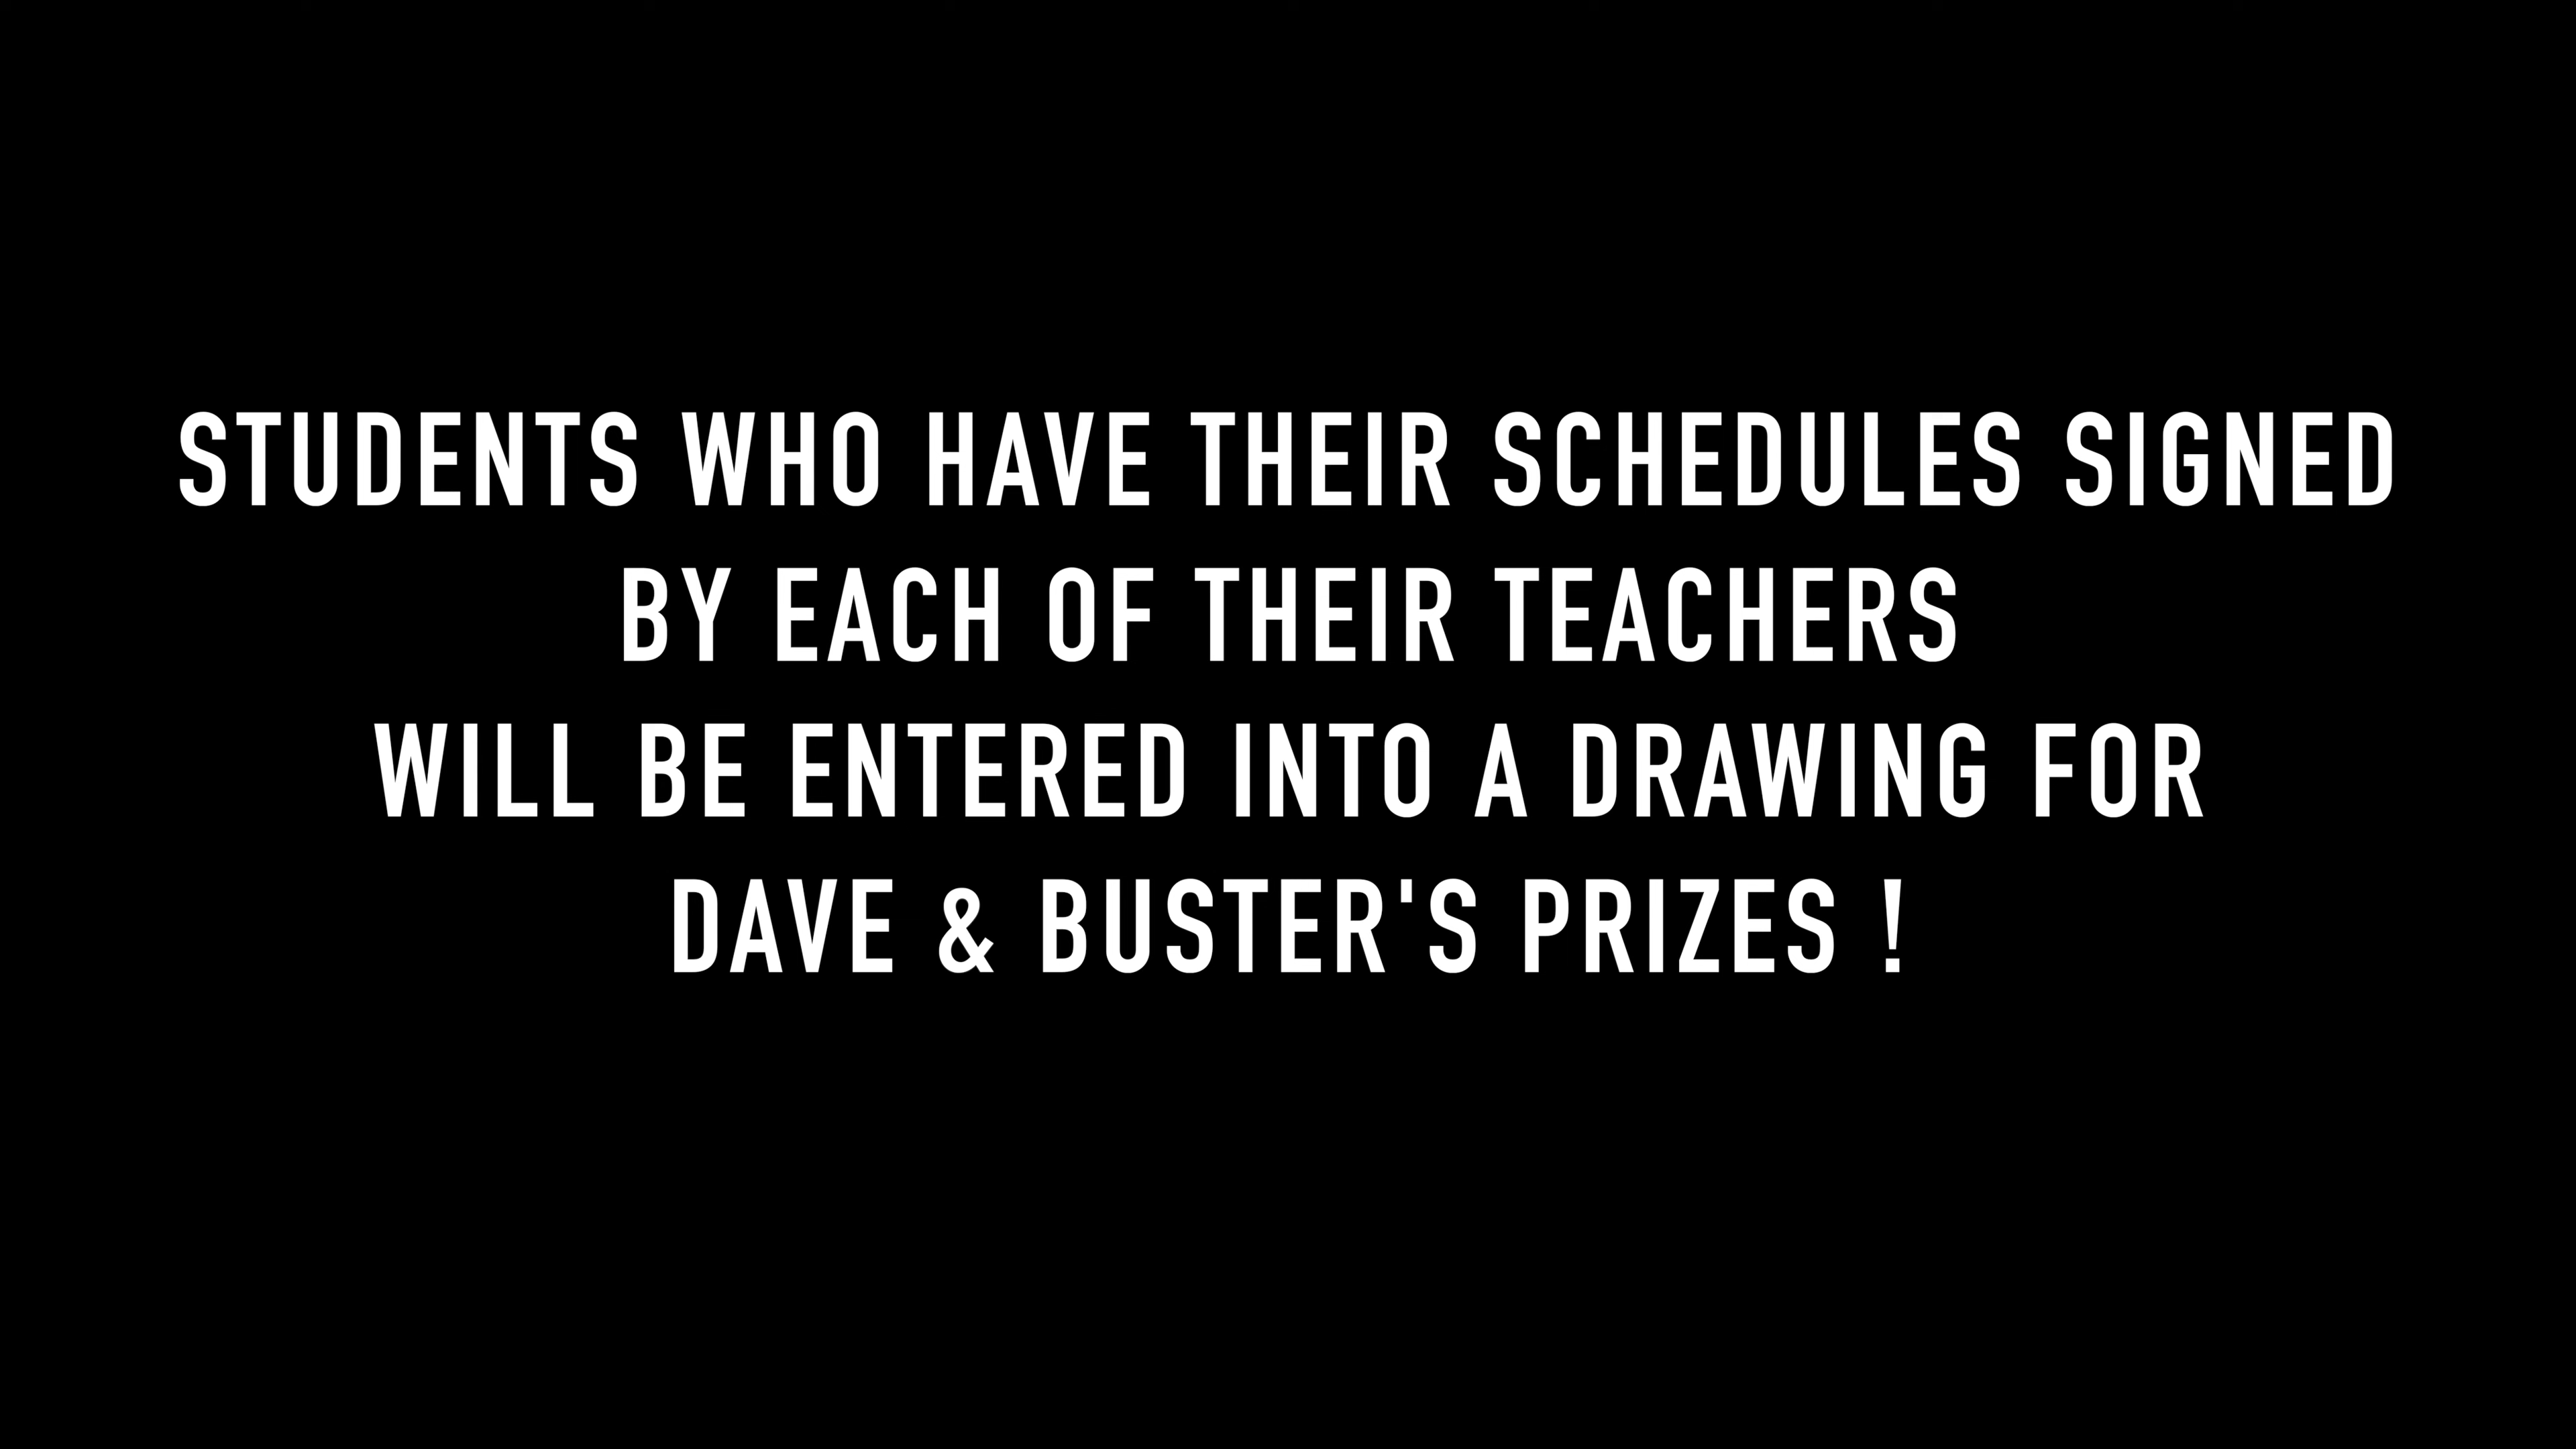 STUDENTS WHO HAVE THEIR SCHEDULES SIGNED
BY EACH OF THEIR TEACHERS
WILL BE ENTERED INTO A DRAWING FOR
DAVE & BUSTER'S PRIZES !